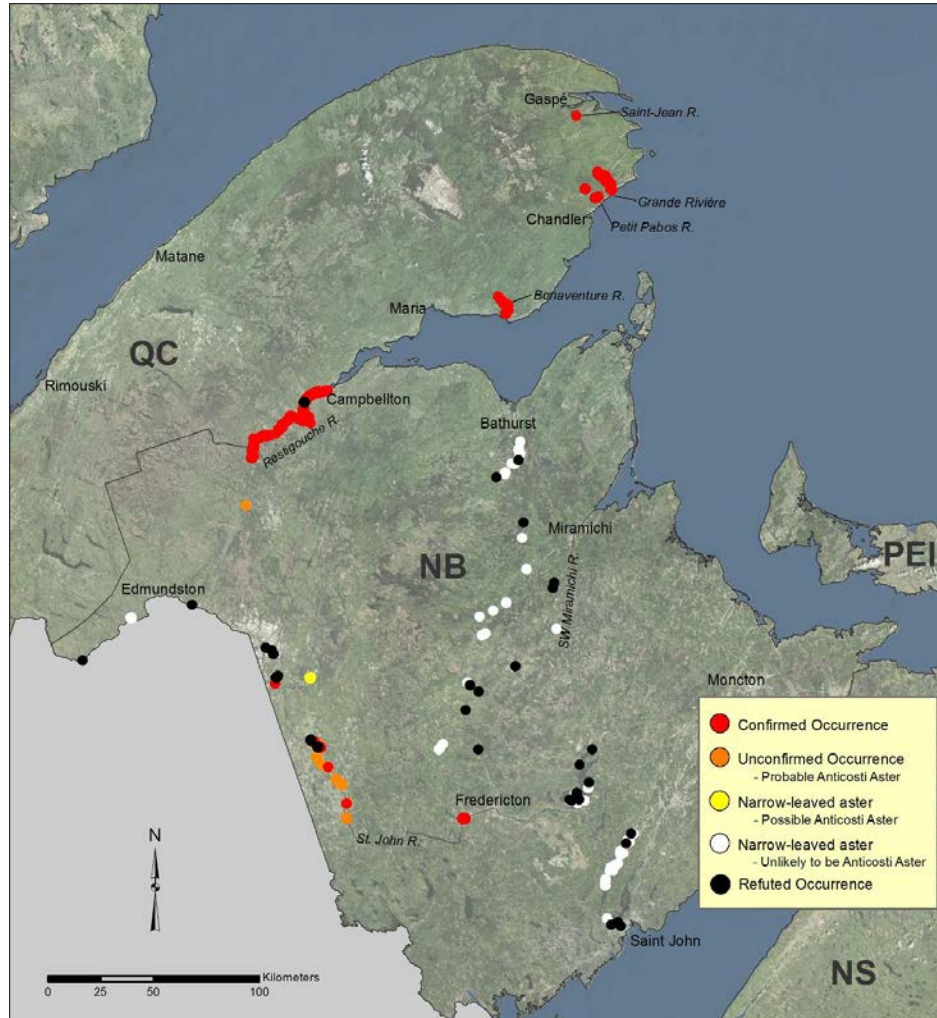 Gaspé
Saint-Jean R.
Grande Rivière
Chandler
Petit Pabos R.
Matane
Maria
Bonaventure R.
QC
Rimouski
Campbellton
Restigouche R.
Bathurst
Miramichi
NB
PEI
SW Miramichi R.
Edmundston
Moncton
Confirmed Occurrence
Unconfirmed Occurrence
- Probable Anticosti Aster
Narrow-leaved aster
- Possible Anticosti Aster
Narrow-leaved aster
- Unlikely to be Anticosti Aster
Refuted Occurrence
Fredericton
St. John R.
N
Saint John
NS
Kilometers
0 25 50 100